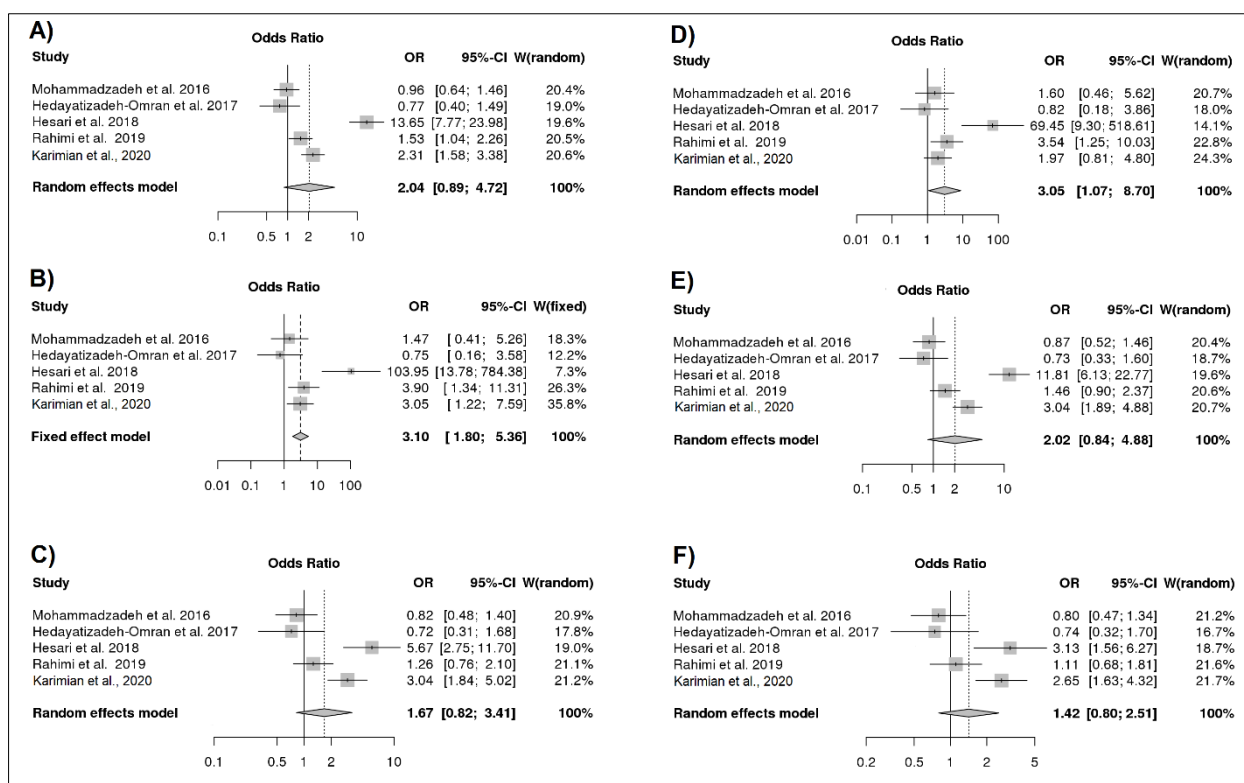 A)
Odds Ratio
Study OR 95%-CI W(random)
Mohammadzadeh et al. 2016 0.96 [0.64; 1.46] 20.4%
Hedayatizadeh-Omran et al. 2017 0.77 [0.40; 1.49] 19.0%
Hesari et al. 2018 13.65 [7.77; 23.98] 19.6%
Rahimi et al. 2019 1.53 [1.04; 2.26] 20.5%
Karimian et al., 2020 2.31 [1.58; 3.38] 20.6%
Random effects model 2.04 [0.89; 4.72] 100%
0.1 0.5 1 2 10
B)
Odds Ratio
Study OR 95%-CI W(fixed)
Mohammadzadeh et al. 2016 1.47 [ 0.41; 5.26] 18.3%
Hedayatizadeh-Omran et al. 2017 0.75 [ 0.16; 3.58] 12.2%
Hesari et al. 2018 103.95 [13.78; 784.38] 7.3%
Rahimi et al. 2019 3.90 [ 1.34; 11.31] 26.3%
Karimian et al., 2020 3.05 [ 1.22; 7.59] 35.8%
Fixed effect model 3.10 [ 1.80; 5.36] 100%
0.01 0.1 1 10 100
C)
Odds Ratio
Study OR 95%-CI W(random)
Mohammadzadeh et al. 2016 0.82 [0.48; 1.40] 20.9%
Hedayatizadeh-Omran et al. 2017 0.72 [0.31; 1.68] 17.8%
Hesari et al. 2018 5.67 [2.75; 11.70] 19.0%
Rahimi et al. 2019 1.26 [0.76; 2.10] 21.1%
Karimian et al., 2020 3.04 [1.84; 5.02] 21.2%
Random effects model 1.67 [0.82; 3.41] 100%
0.1 0.5 1 2 10
D)
Odds Ratio
Study OR 95%-CI W(random)
Mohammadzadeh et al. 2016 1.60 [0.46; 5.62] 20.7%
Hedayatizadeh-Omran et al. 2017 0.82 [0.18; 3.86] 18.0%
Hesari et al. 2018 69.45 [9.30; 518.61] 14.1%
Rahimi et al. 2019 3.54 [1.25; 10.03] 22.8%
Karimian et al., 2020 1.97 [0.81; 4.80] 24.3%
Random effects model 3.05 [1.07; 8.70] 100%
0.01 0.1 1 10 100
E)
Odds Ratio
Study OR 95%-CI W(random)
Mohammadzadeh et al. 2016 0.87 [0.52; 1.46] 20.4%
Hedayatizadeh-Omran et al. 2017 0.73 [0.33; 1.60] 18.7%
Hesari et al. 2018 11.81 [6.13; 22.77] 19.6%
Rahimi et al. 2019 1.46 [0.90; 2.37] 20.6%
Karimian et al., 2020 3.04 [1.89; 4.88] 20.7%
Random effects model 2.02 [0.84; 4.88] 100%
0.1 0.5 1 2 10
F)
Odds Ratio
Study OR 95%-CI W(random)
Mohammadzadeh et al. 2016 0.80 [0.47; 1.34] 21.2%
Hedayatizadeh-Omran et al. 2017 0.74 [0.32; 1.70] 16.7%
Hesari et al. 2018 3.13 [1.56; 6.27] 18.7%
Rahimi et al. 2019 1.11 [0.68; 1.81] 21.6%
Karimian et al., 2020 2.65 [1.63; 4.32] 21.7%
Random effects model 1.42 [0.80; 2.51] 100%
0.2 0.5 1 2 5